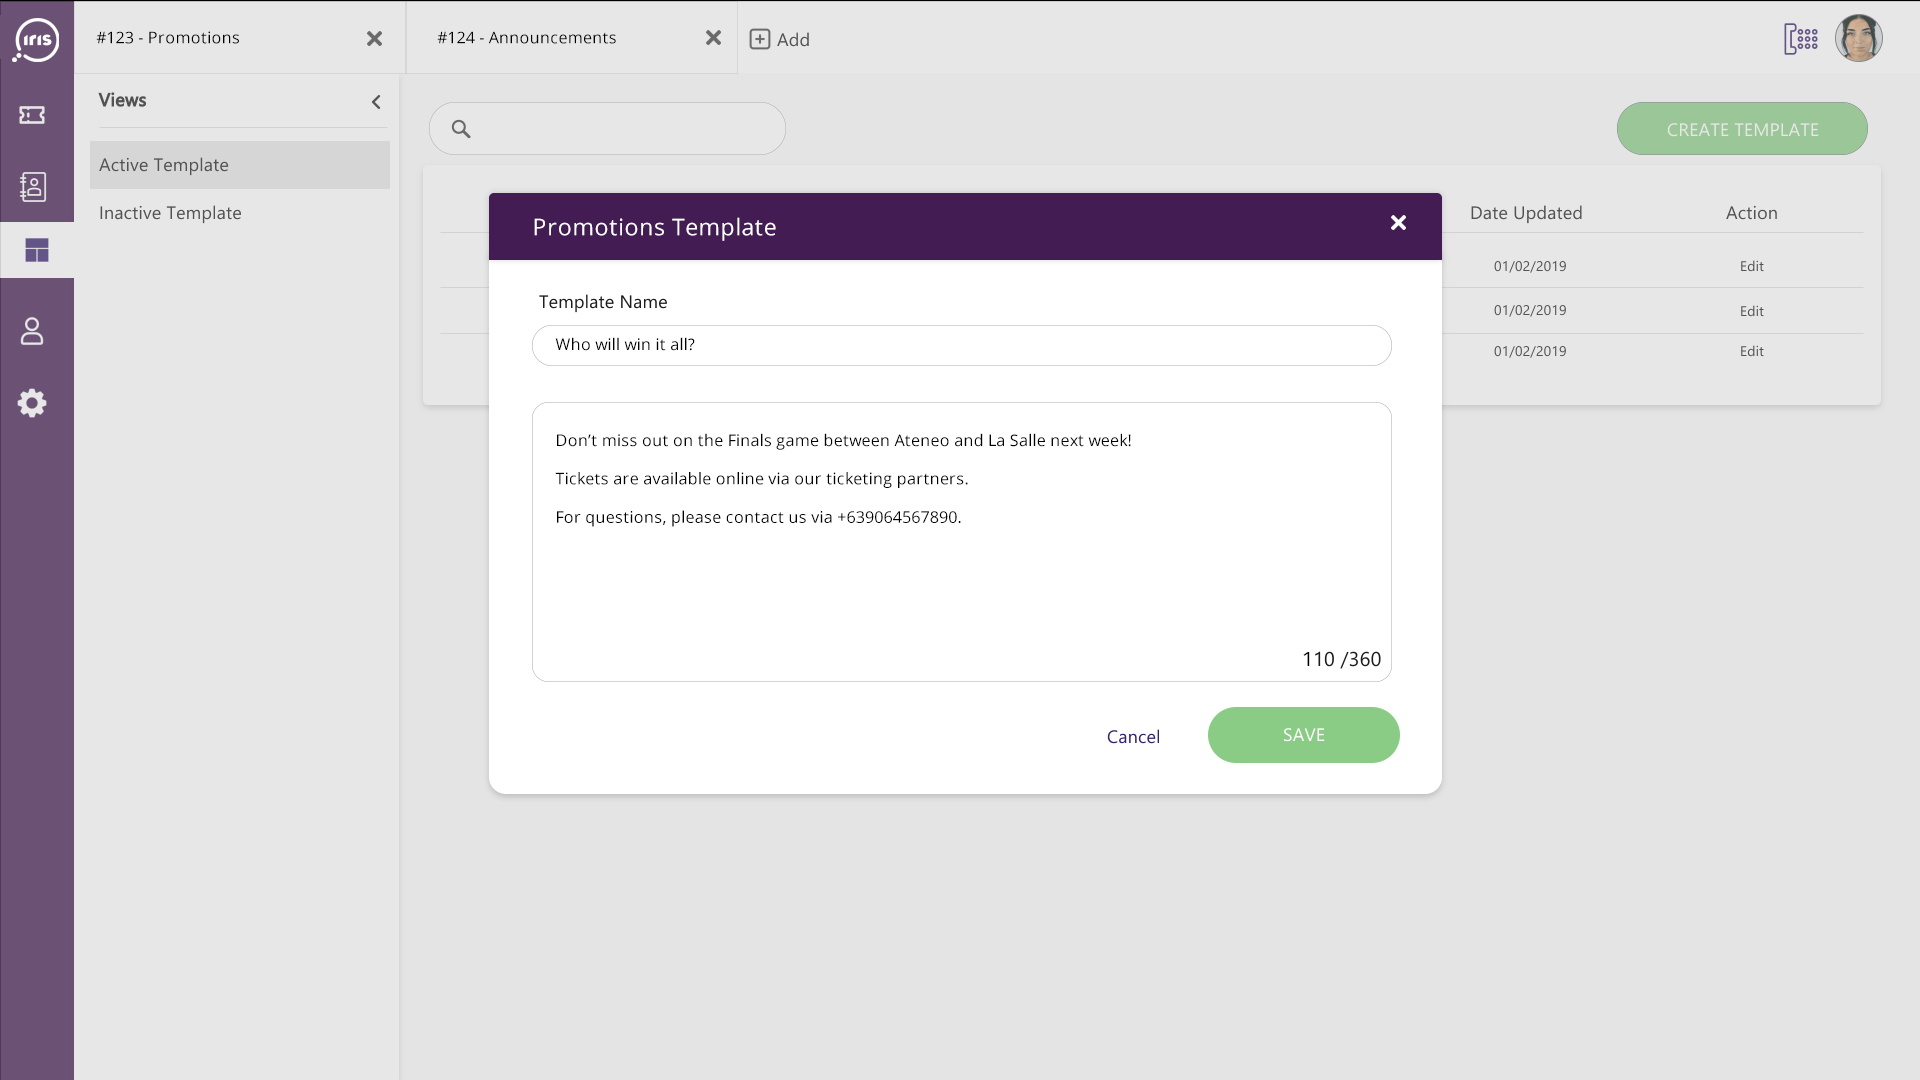 iris
#123 - Promotions
#124 - Announcements
Add
Views
Active Template
Inactive Template
CREATE TEMPLATE
Date Updated
Action
01/02/2019
Edit
01/02/2019
Edit
01/02/2019
Edit
Promotions Template
Template Name
Who will win it all?
Don’t miss out on the Finals game between Ateneo and La Salle next week!
Tickets are available online via our ticketing partners.
For questions, please contact us via +639064567890.
110 /360
Cancel
SAVE